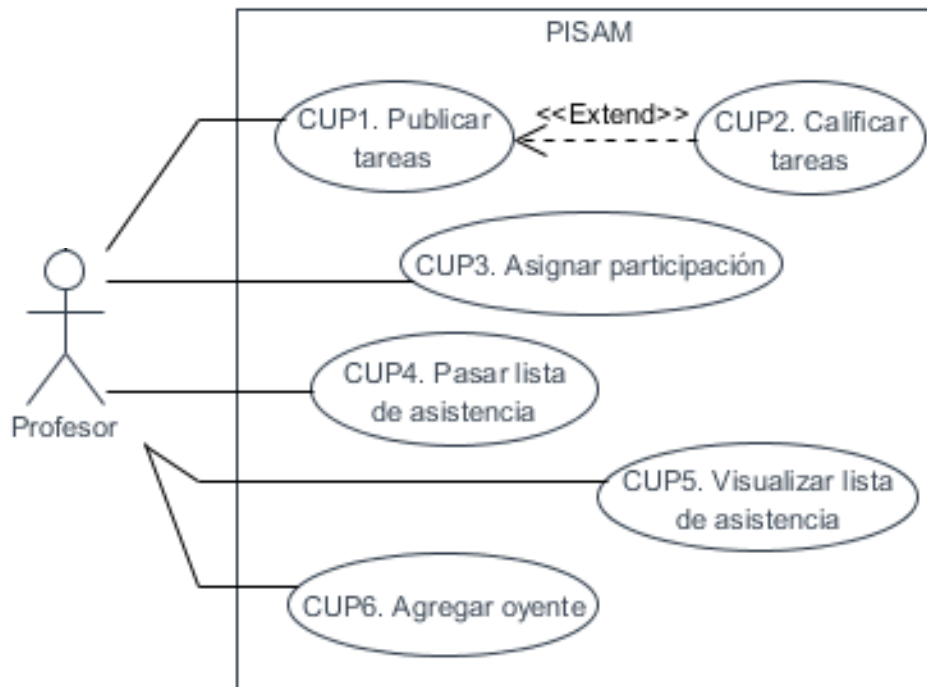 PISAM
CUP1. Publicar
tareas
<<Extend>>
CUP2. Calificar
tareas
CUP3. Asignar participación
CUP4. Pasar lista
de asistencia
Profesor
CUP5. Visualizar lista
de asistencia
CUP6. Agregar oyente